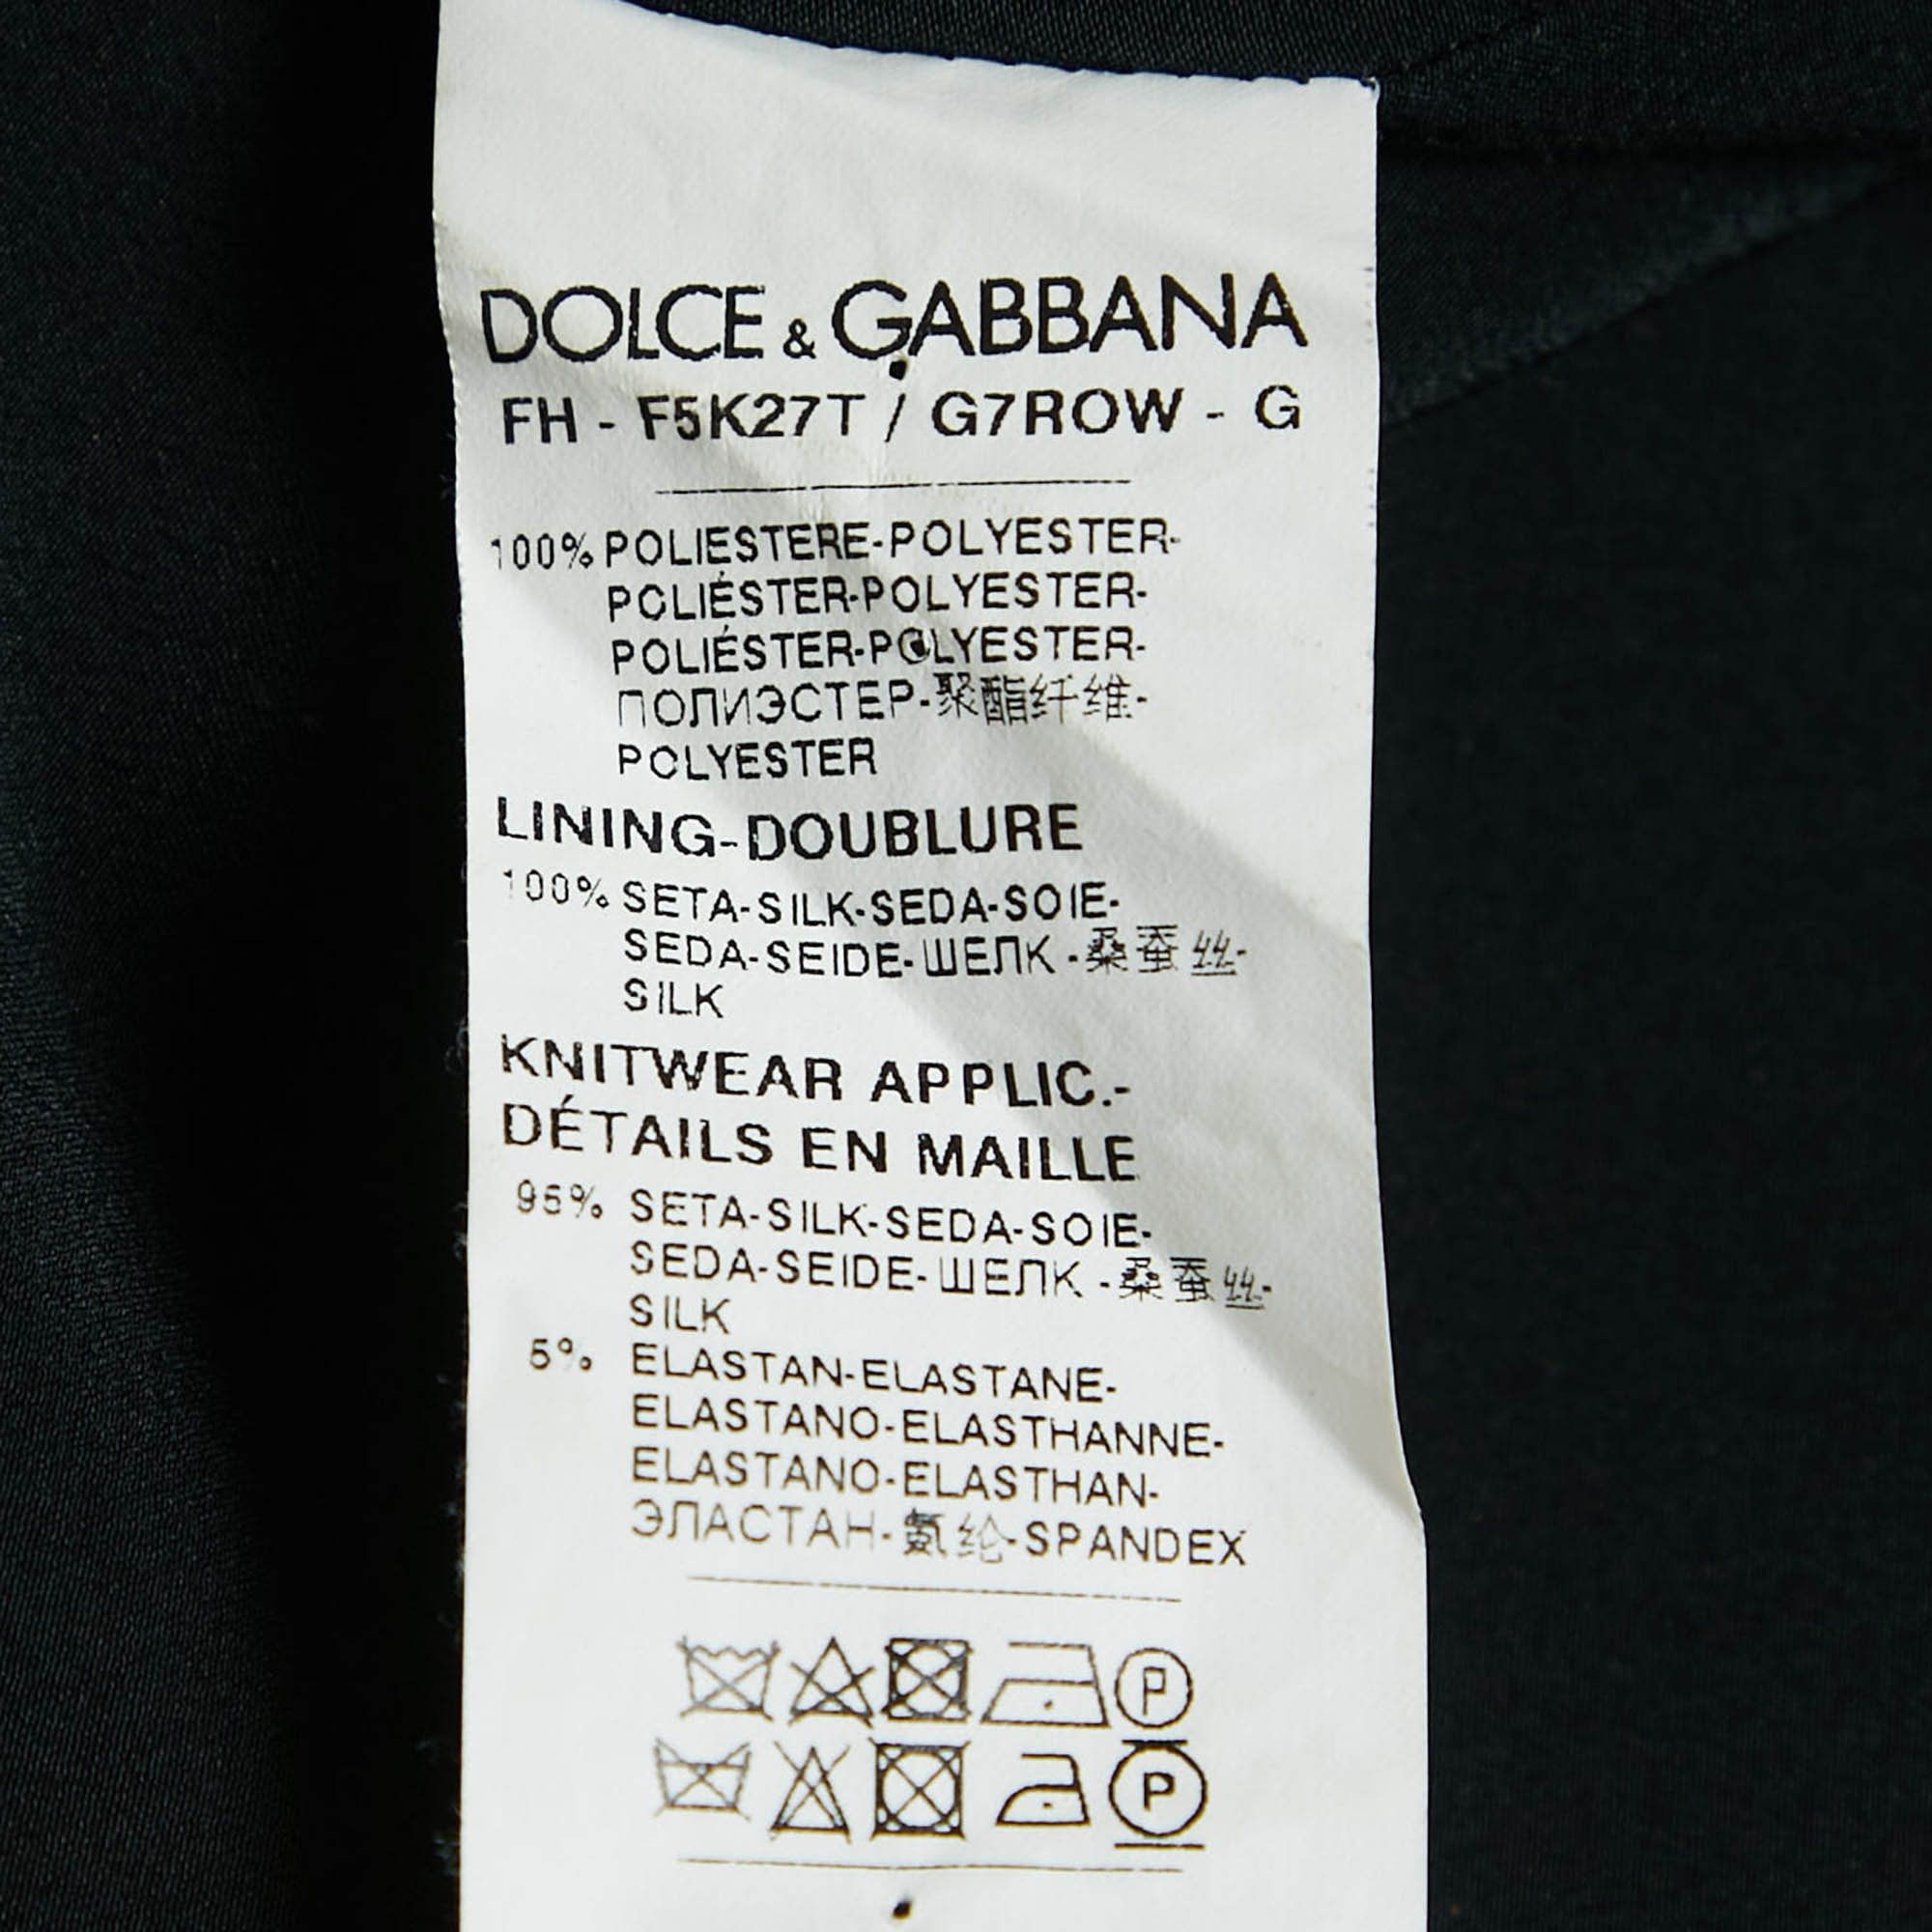 DOLCE & GABBANA
FH - F5K27T / G7ROW - G
100% POLIESTERE-POLYESTER-
POLIÉSTER-POLYESTER-
POLIÉSTER-POLYESTER-
ПОЛИЭСТЕР-聚酯纤维-
POLYESTER
LINING-DOUBLURE
100% SETA-SILK-SEDA-SOIE-
SEDA-SEIDE-ШЕЛК-桑蚕丝-
SILK
KNITWEAR APPLIC.-
DÉTAILS EN MAILLE
95% SETA-SILK-SEDA-SOIE-
SEDA-SEIDE-ШЕЛК-桑蚕丝-
SILK
5% ELASTAN-ELASTANE-
ELASTANO-ELASTHANNE-
ELASTANO-ELASTHAN-
ЭЛАСТАН-氨纶-SPANDEX
P
P